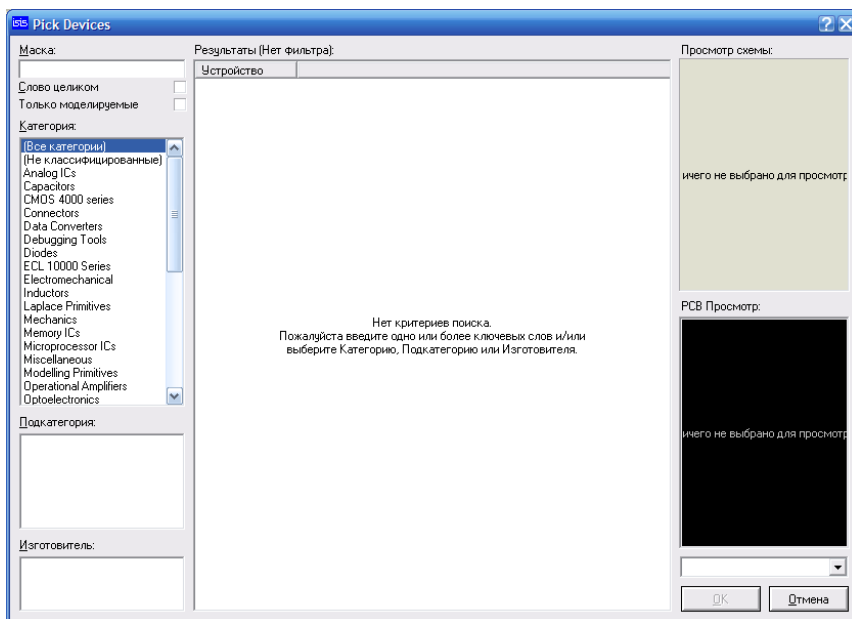 isis Pick Devices
Маска:
Слово целиком
Только моделируемые
Категория:
(Все категории)
(Не классифицированные)
Analog ICs
Capacitors
CMOS 4000 series
Connectors
Data Converters
Debugging Tools
Diodes
ECL 10000 Series
Electromechanical
Inductors
Laplace Primitives
Mechanics
Memory ICs
Microprocessor ICs
Miscellaneous
Modelling Primitives
Operational Amplifiers
Optoelectronics
Подкатегория:
Изготовитель:
Результаты (Нет фильтра):
Устройство
Нет критериев поиска.
Пожалуйста введите одно или более ключевых слов и/или
выберите Категорию, Подкатегорию или Изготовителя.
Просмотр схемы:
ичего не выбрано для просмотр
PCB Просмотр:
ичего не выбрано для просмотр
OK
Отмена